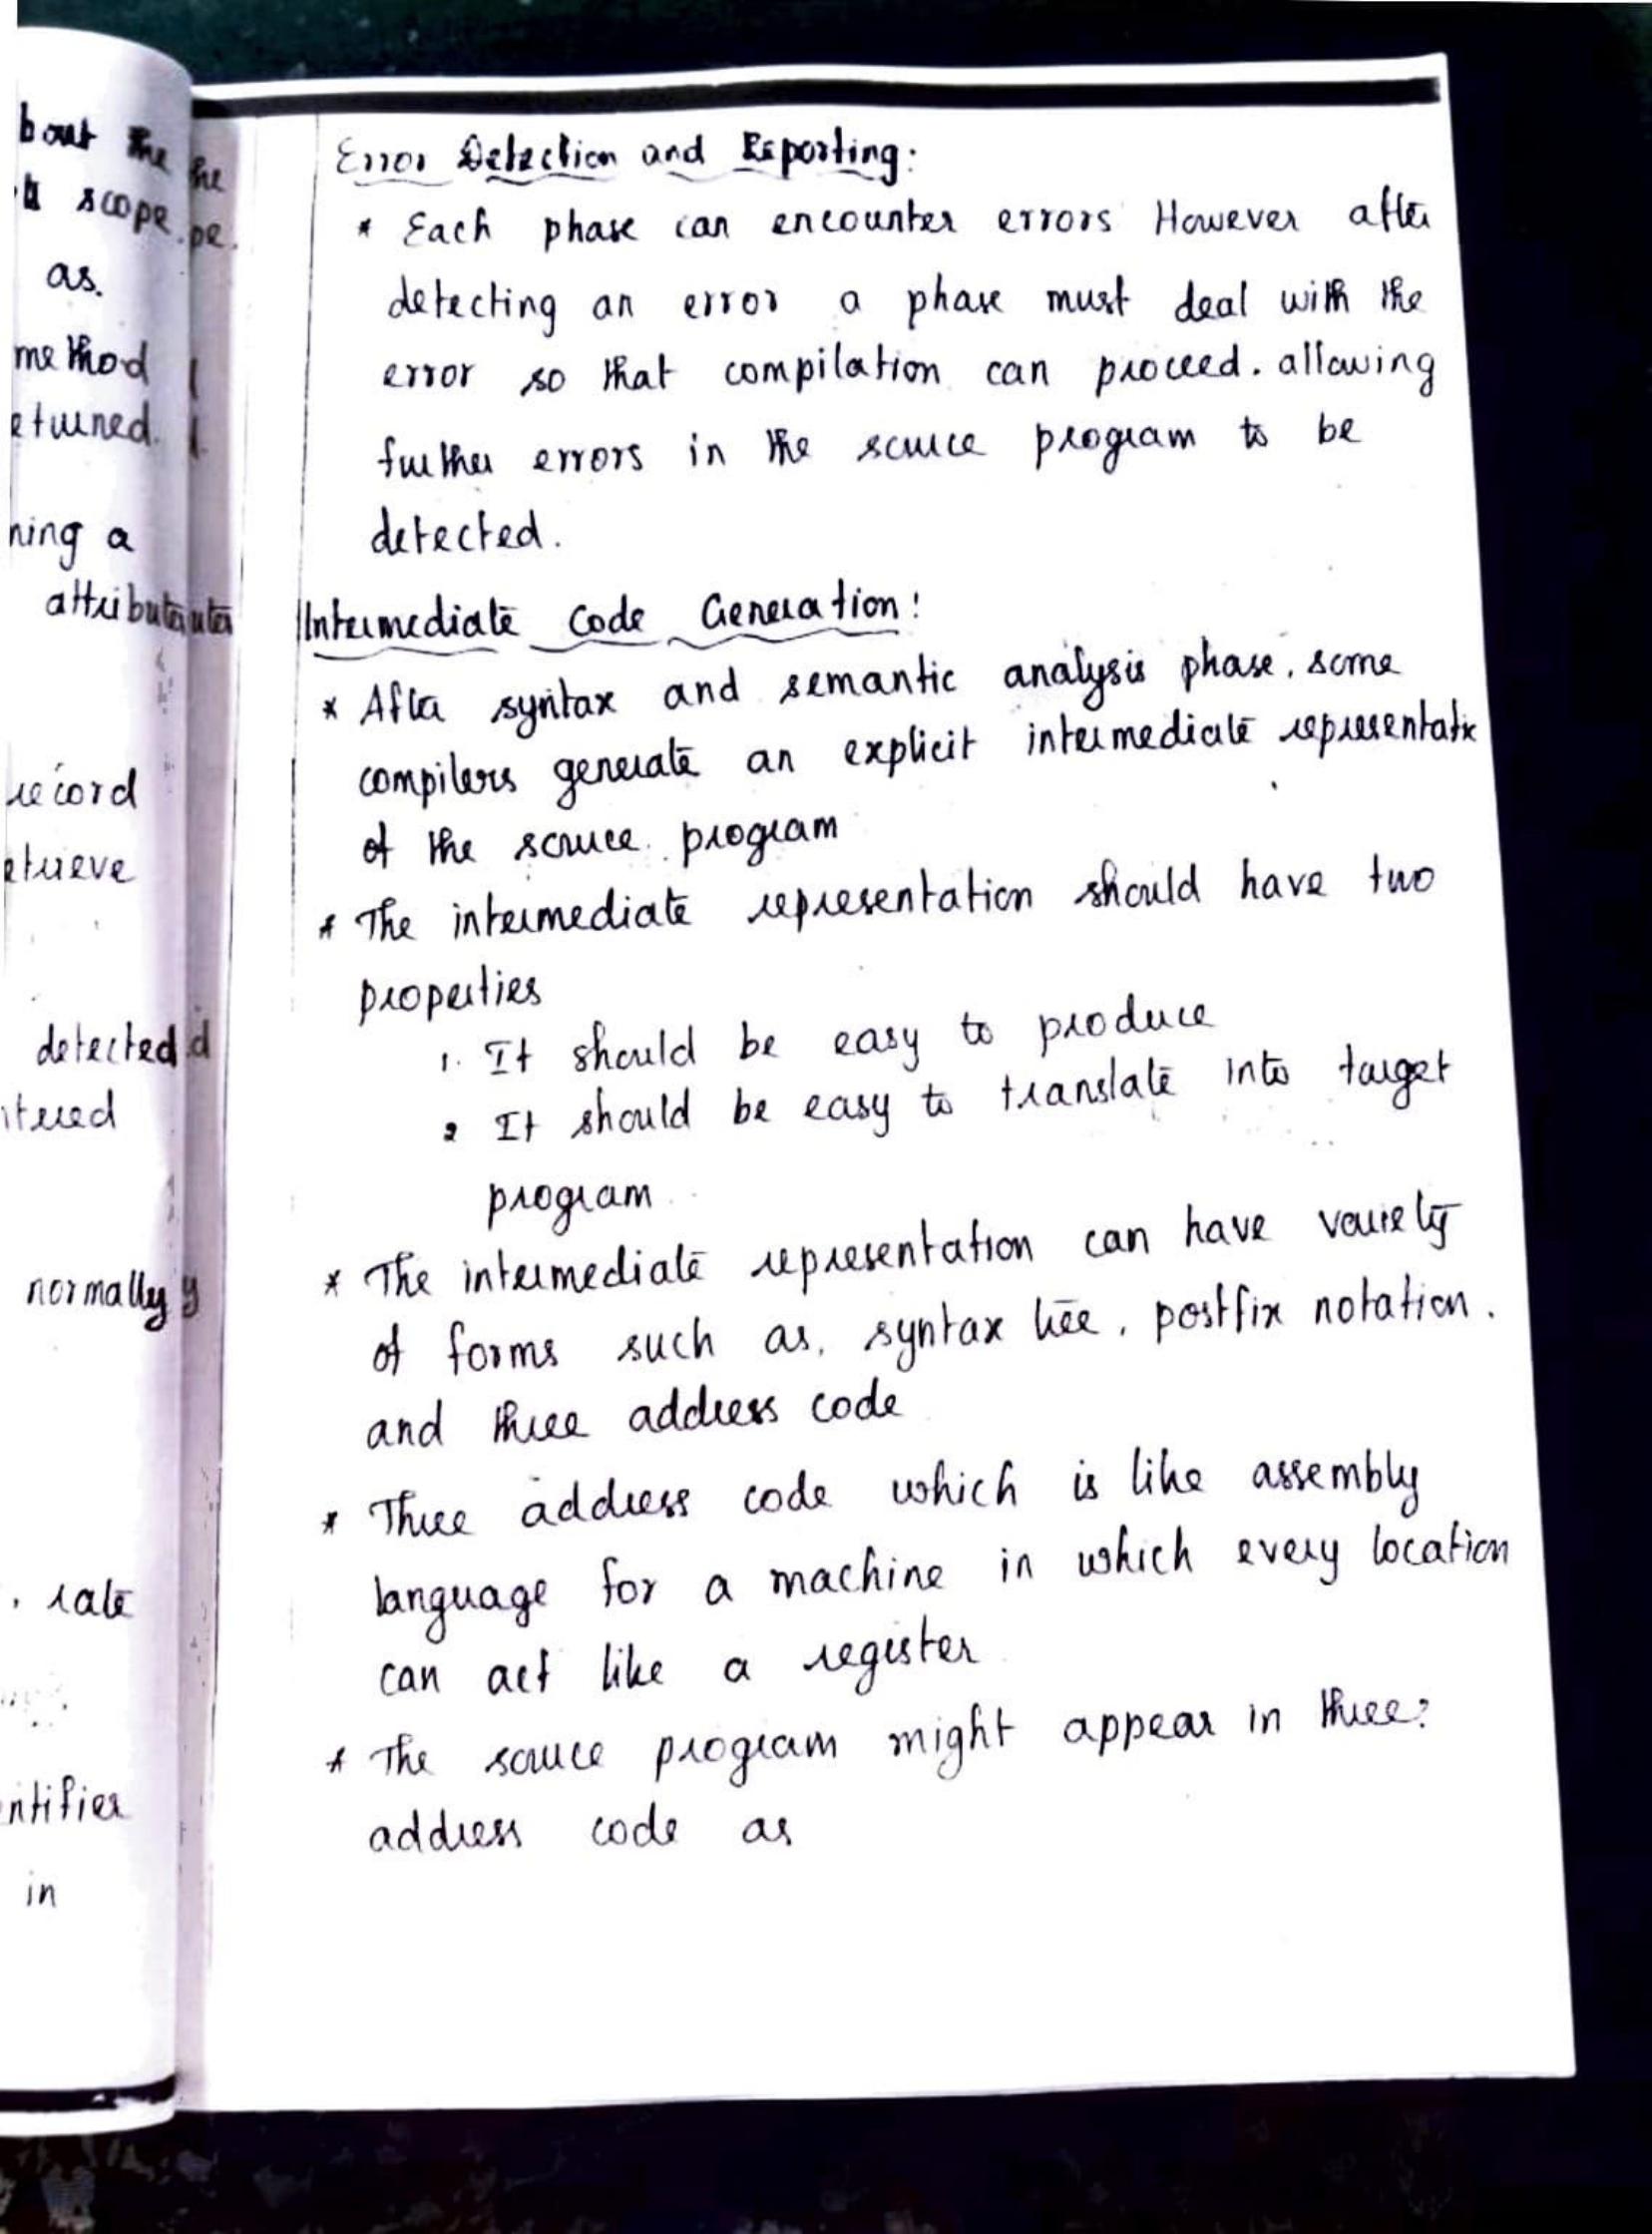 bout the
scope.
as.
method
eturned.
ning a
attribute
record
etrieve
detected
itered
normally
rate
ntifier
in
Error Detection and Reporting:
* Each phase can encounter errors However after
detecting an error a phase must deal with the
error so that compilation can proceed. allowing
further errors in the source program to be
detected.
Intermediate Code Generation:
* After syntax and semantic analysis phase, some
compilers generate an explicit intermediate representatio
of the source program
* The intermediate representation should have two
properties
1. It should be easy to produce
2 It should be easy to translate into target
program
* The intermediate representation can have variety
of forms such as, syntax tree, postfix notation.
and three address code
* Three address code which is like assembly
language for a machine in which every location
can act like a register
* The source program might appear in three:
address code as